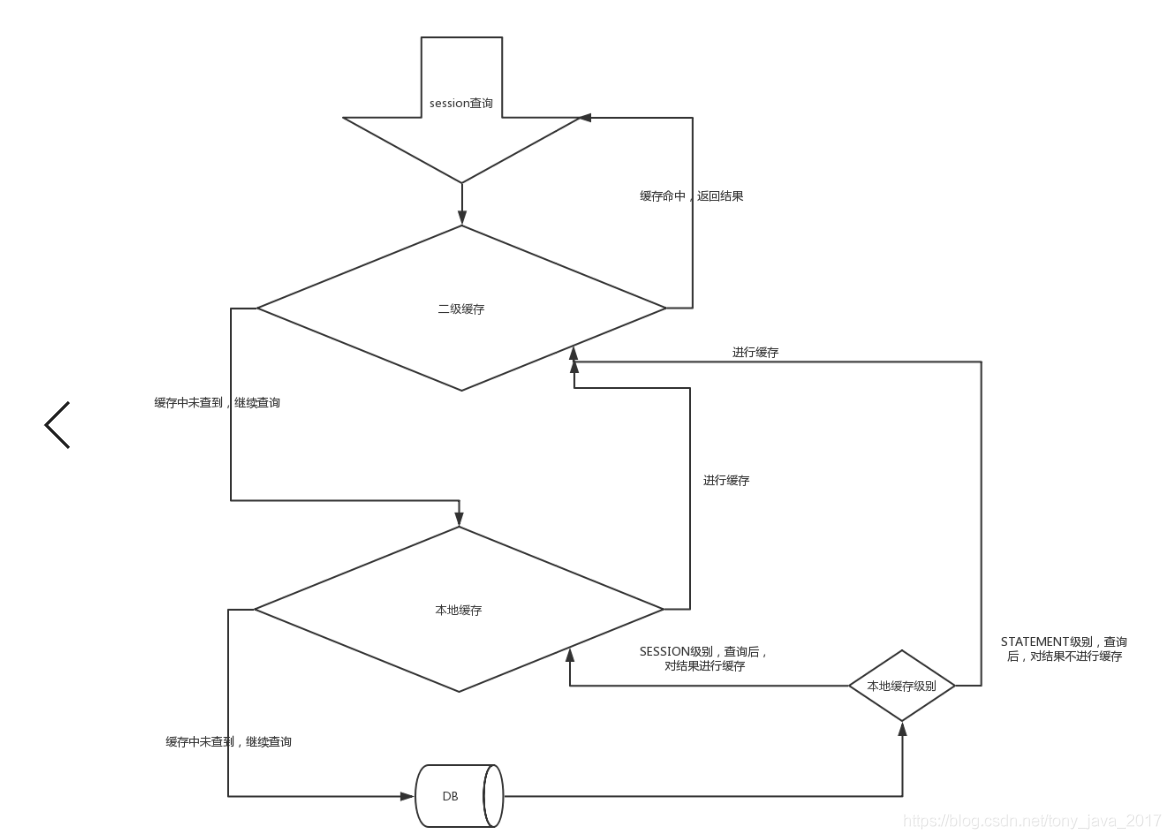 session查询
缓存命中，返回结果
二级缓存
进行缓存
缓存中未查到，继续查询
进行缓存
本地缓存
SESSION级别，查询后，
对结果进行缓存
STATEMENT级别，查询
后，对结果不进行缓存
本地缓存级别
缓存中未查到，继续查询
DB
https://blog.csdn.net/tony_java_2017